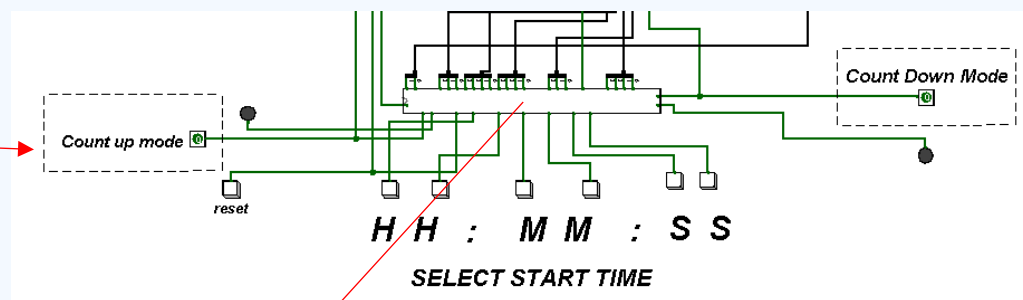 Count Down Mode
Count up mode
reset
H H : M M : S S
SELECT START TIME